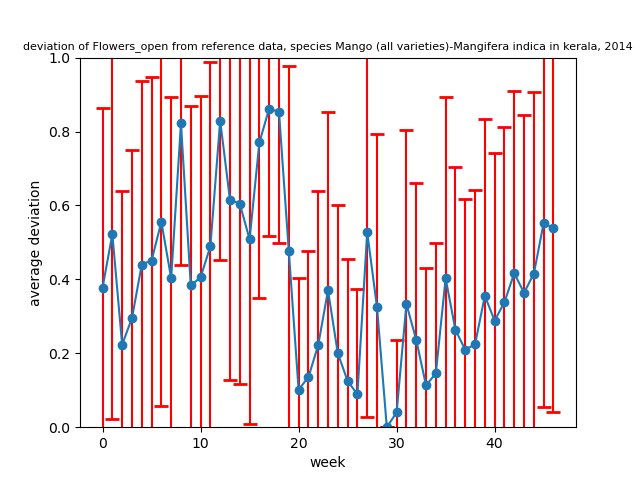 deviation of Flowers_open from reference data, species Mango (all varieties)-Mangifera indica in kerala, 2014
1.0
0.8
0.6
0.4
0.2
0.0
average deviation
0 10 20 30 40
week